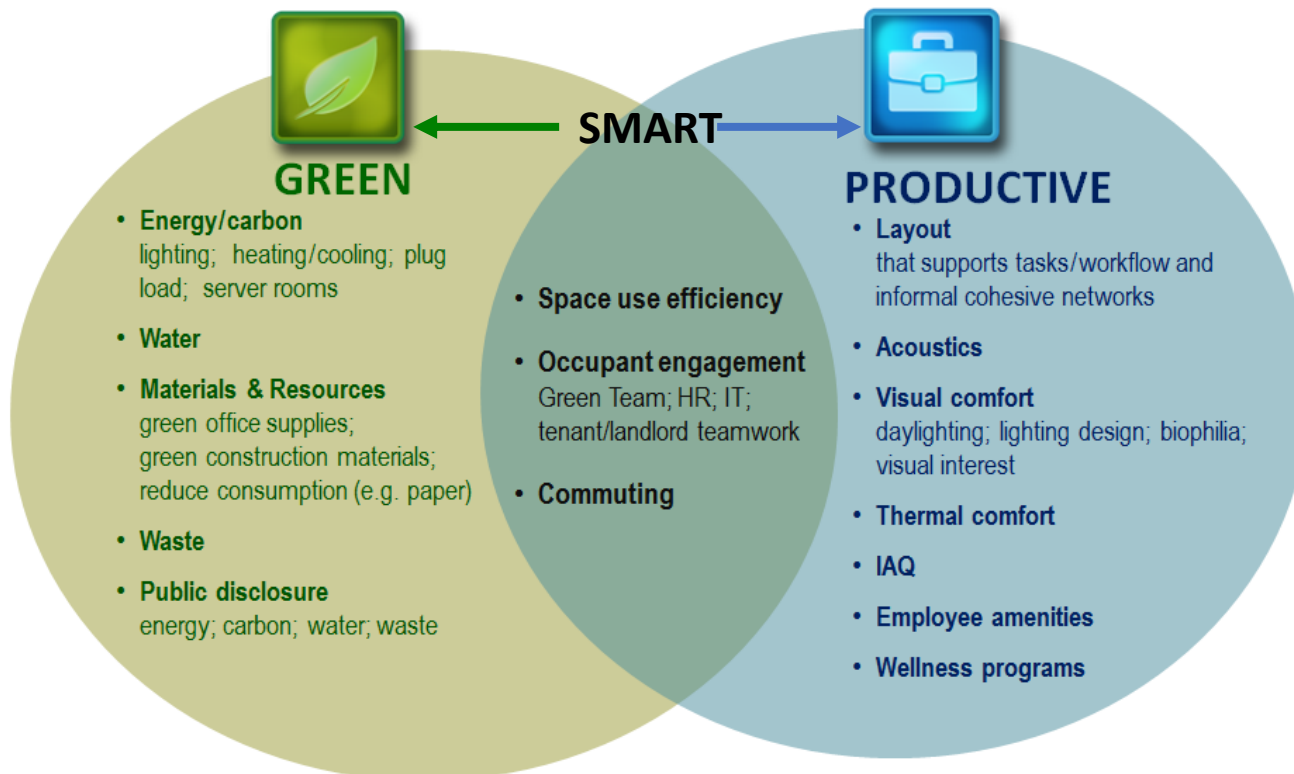 SMART
GREEN
• Energy/carbon
lighting; heating/cooling; plug
load; server rooms
• Water
• Materials & Resources
green office supplies;
green construction materials;
reduce consumption (e.g. paper)
• Waste
• Public disclosure
energy; carbon; water; waste
• Space use efficiency
• Occupant engagement
Green Team; HR; IT;
tenant/landlord teamwork
• Commuting
PRODUCTIVE
• Layout
that supports tasks/workflow and
informal cohesive networks
• Acoustics
• Visual comfort
daylighting; lighting design; biophilia;
visual interest
• Thermal comfort
• IAQ
• Employee amenities
• Wellness programs